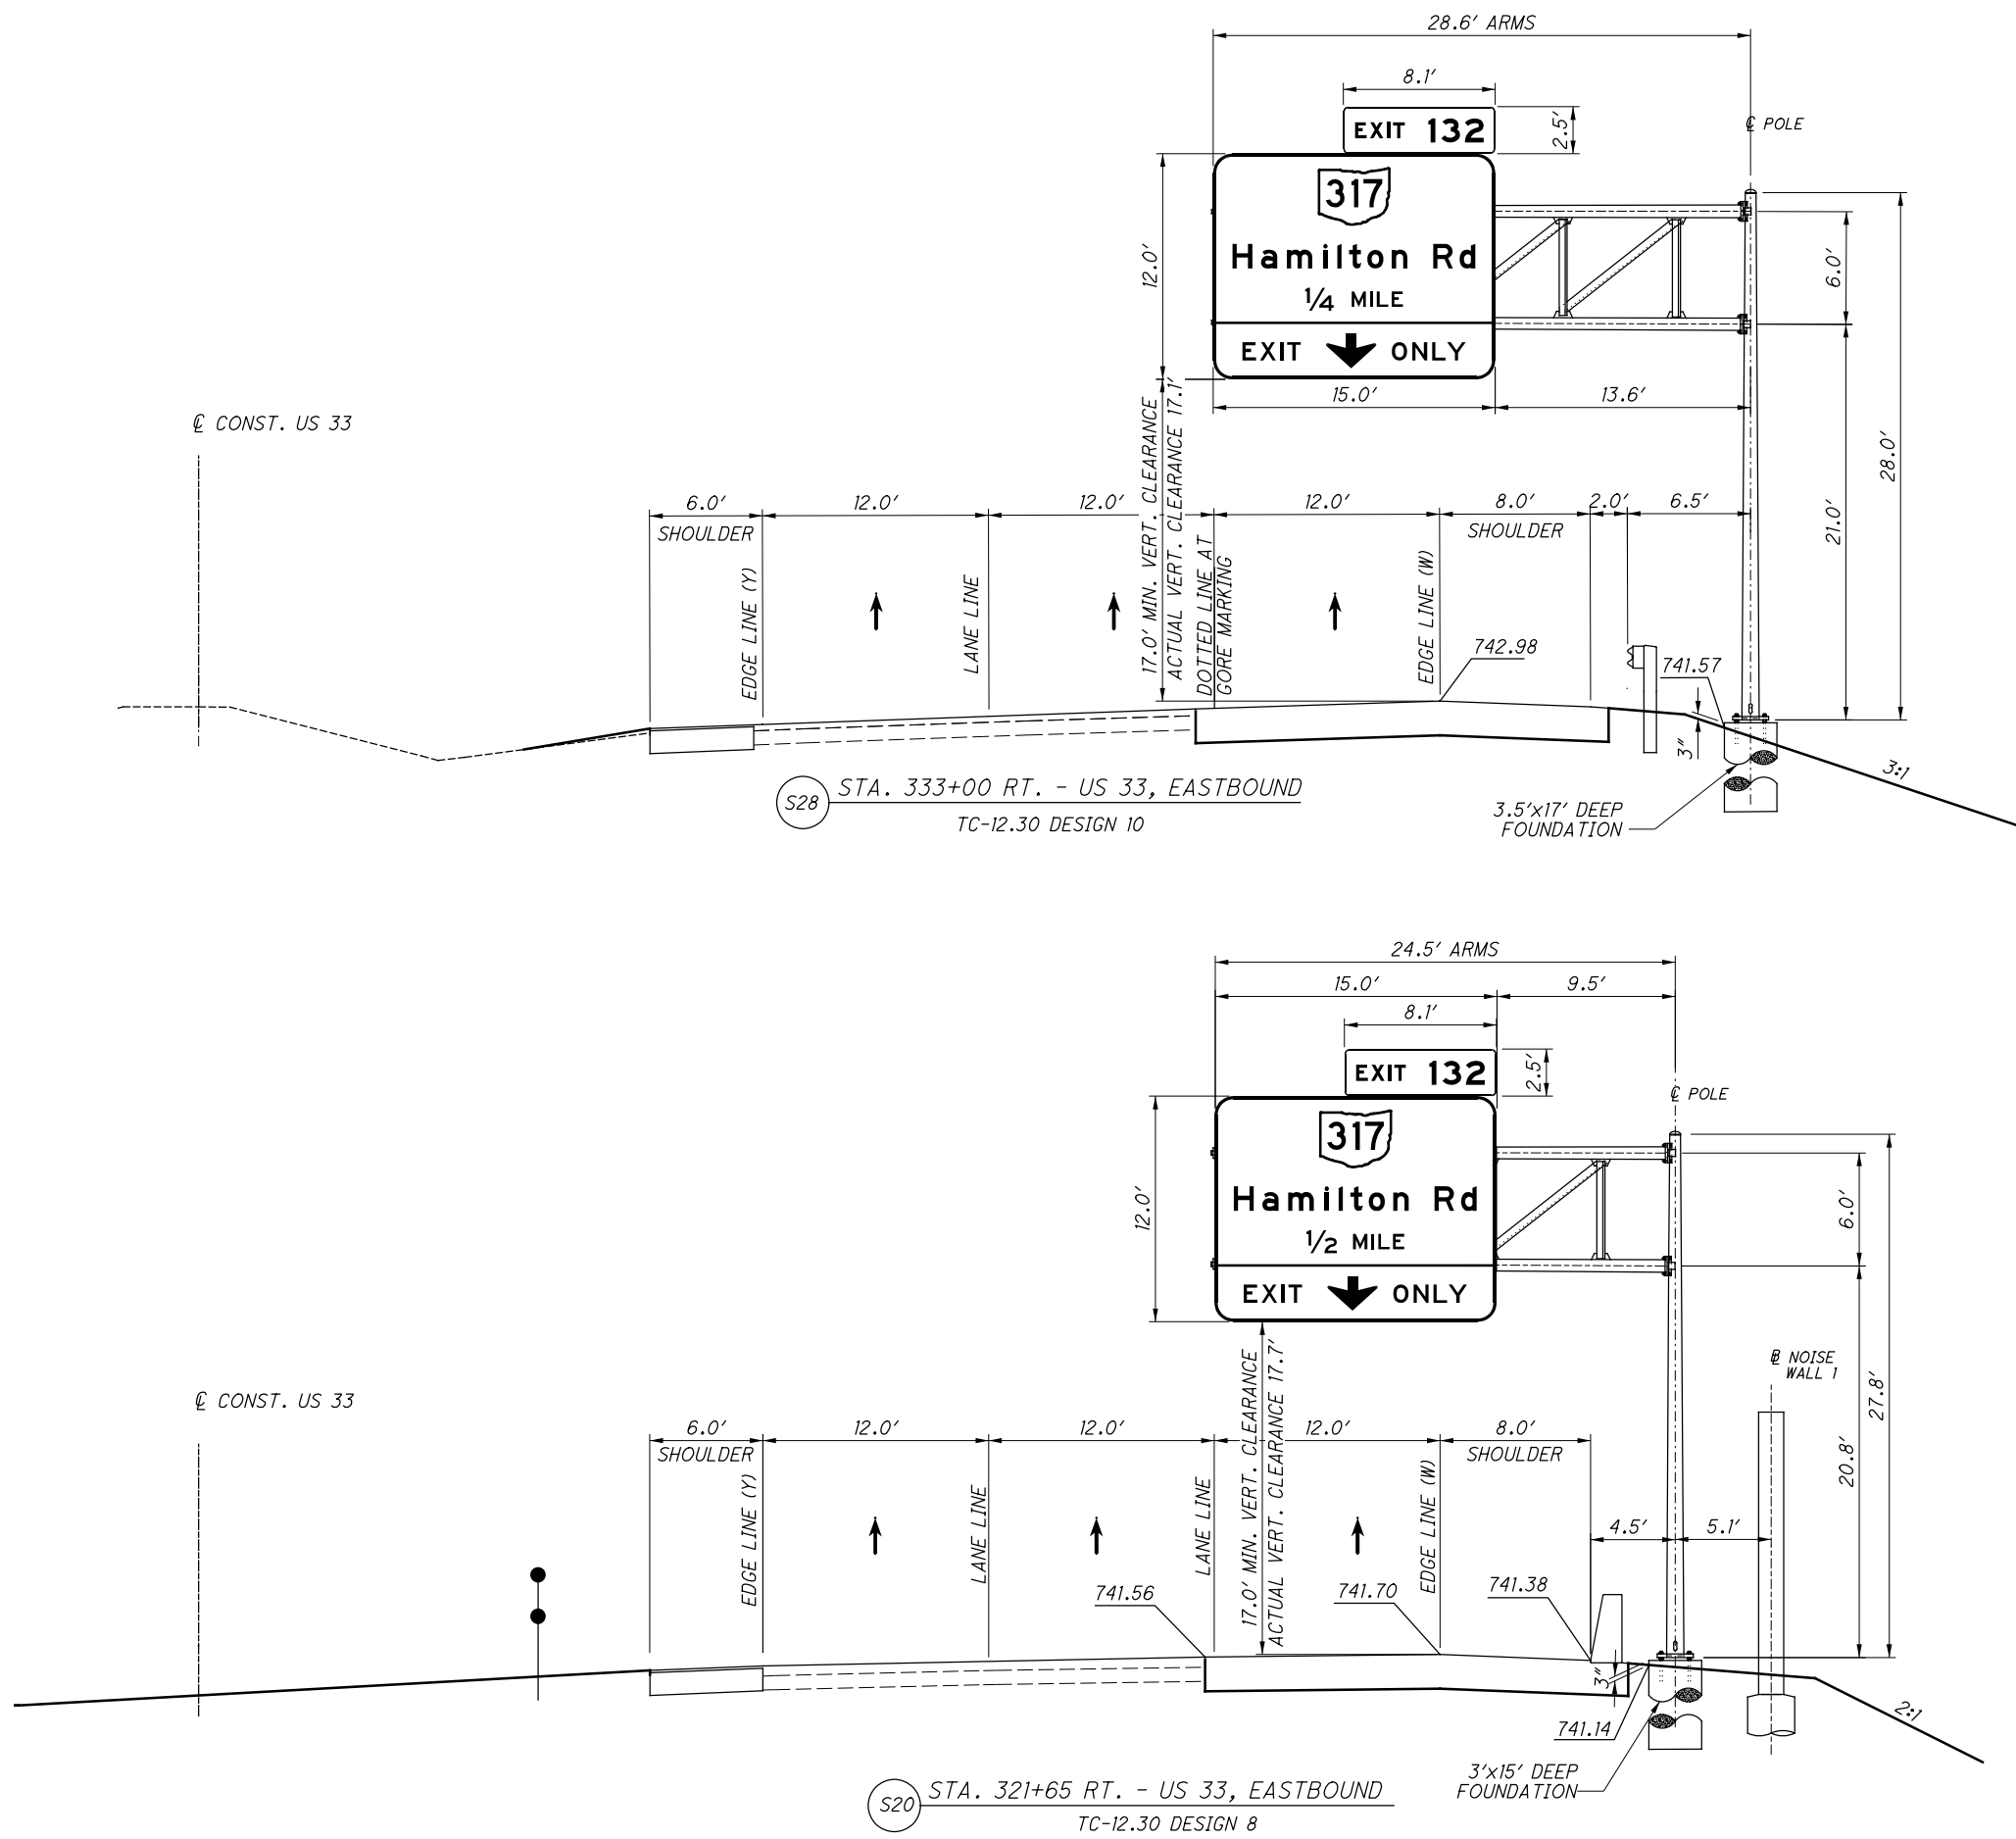 28.6' ARMS
8.1'
EXIT 132
2.5'
℄ POLE
317
Hamilton Rd
1/4 MILE
EXIT ONLY
12.0'
6.0'
15.0'
13.6'
17.0' MIN. VERT. CLEARANCE
ACTUAL VERT. CLEARANCE 17.1'
℄ CONST. US 33
28.0'
21.0'
6.0'
SHOULDER
12.0'
12.0'
12.0'
8.0'
SHOULDER
2.0'
6.5'
EDGE LINE (Y)
LANE LINE
DOTTED LINE AT
GORE MARKING
EDGE LINE (W)
742.98
741.57
3"
3:1
3.5'x17' DEEP
FOUNDATION
S28
STA. 333+00 RT. - US 33, EASTBOUND
TC-12.30 DESIGN 10
24.5' ARMS
15.0'
9.5'
8.1'
EXIT 132
2.5'
℄ POLE
317
Hamilton Rd
1/2 MILE
EXIT ONLY
12.0'
6.0'
17.0' MIN. VERT. CLEARANCE
ACTUAL VERT. CLEARANCE 17.7'
℄ CONST. US 33
NOISE
WALL 1
27.8'
20.8'
6.0'
SHOULDER
12.0'
12.0'
12.0'
8.0'
SHOULDER
4.5'
5.1'
EDGE LINE (Y)
LANE LINE
LANE LINE
EDGE LINE (W)
741.56
741.70
741.38
3"
741.14
2:1
3'x15' DEEP
FOUNDATION
S20
STA. 321+65 RT. - US 33, EASTBOUND
TC-12.30 DESIGN 8